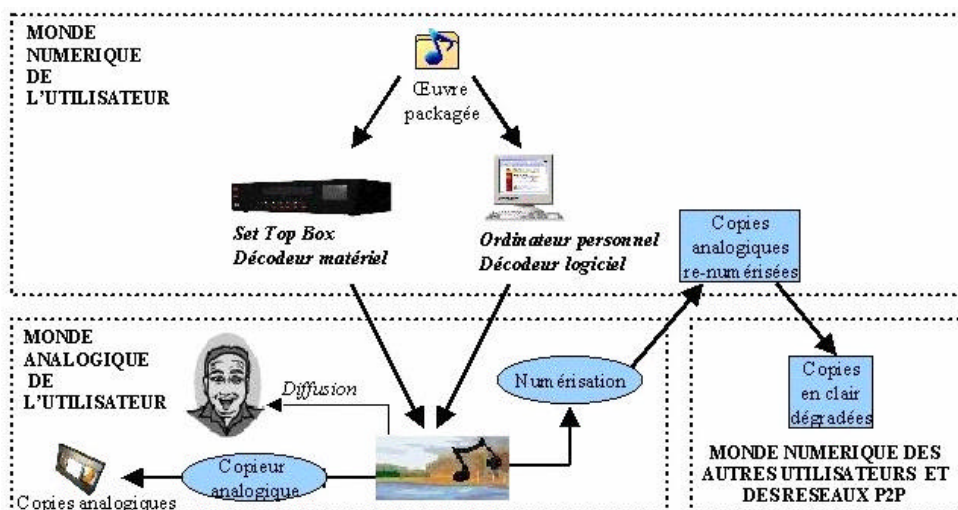 MONDE
NUMERIQUE
DE
L'UTILISATEUR
Œuvre
packagée
Set Top Box
Décodeur matériel
Ordinateur personnel
Décodeur logiciel
Copies
analogiques
re-numérisées
MONDE
ANALOGIQUE
DE
L'UTILISATEUR
Diffusion
Numérisation
Copieur
analogique
Copies analogiques
Copies
en clair
dégradées
MONDE NUMERIQUE DES
AUTRES UTILISATEURS ET
DES RESEAUX P2P